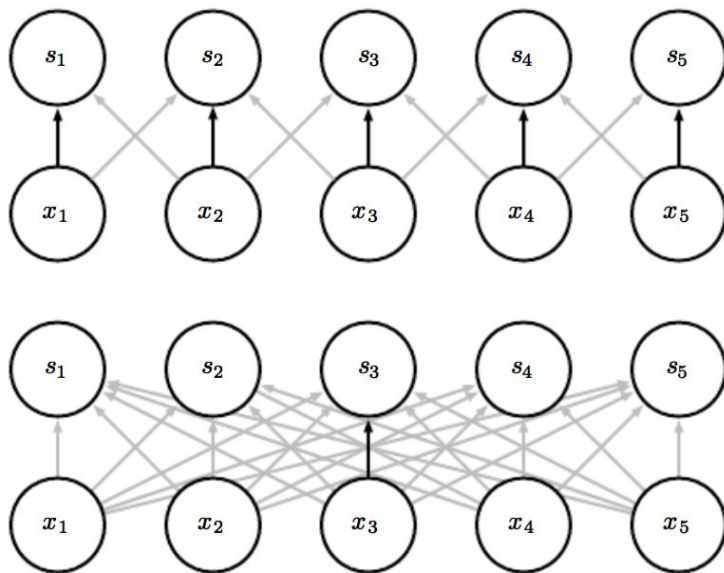 s₁ s₂ s₃ s₄ s₅
x₁ x₂ x₃ x₄ x₅
s₁ s₂ s₃ s₄ s₅
x₁ x₂ x₃ x₄ x₅